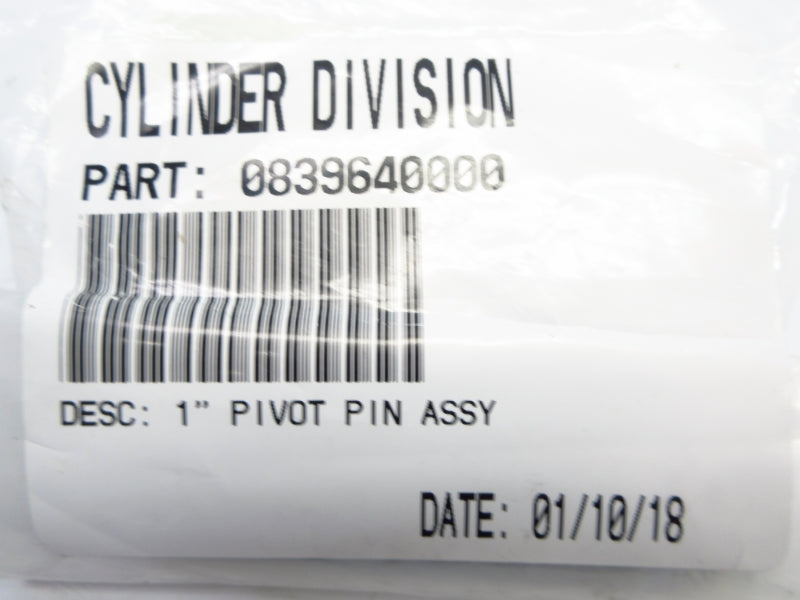 CYLINDER DIVISION
PART: 0839640000
DESC: 1" PIVOT PIN ASSY
DATE: 01/10/18